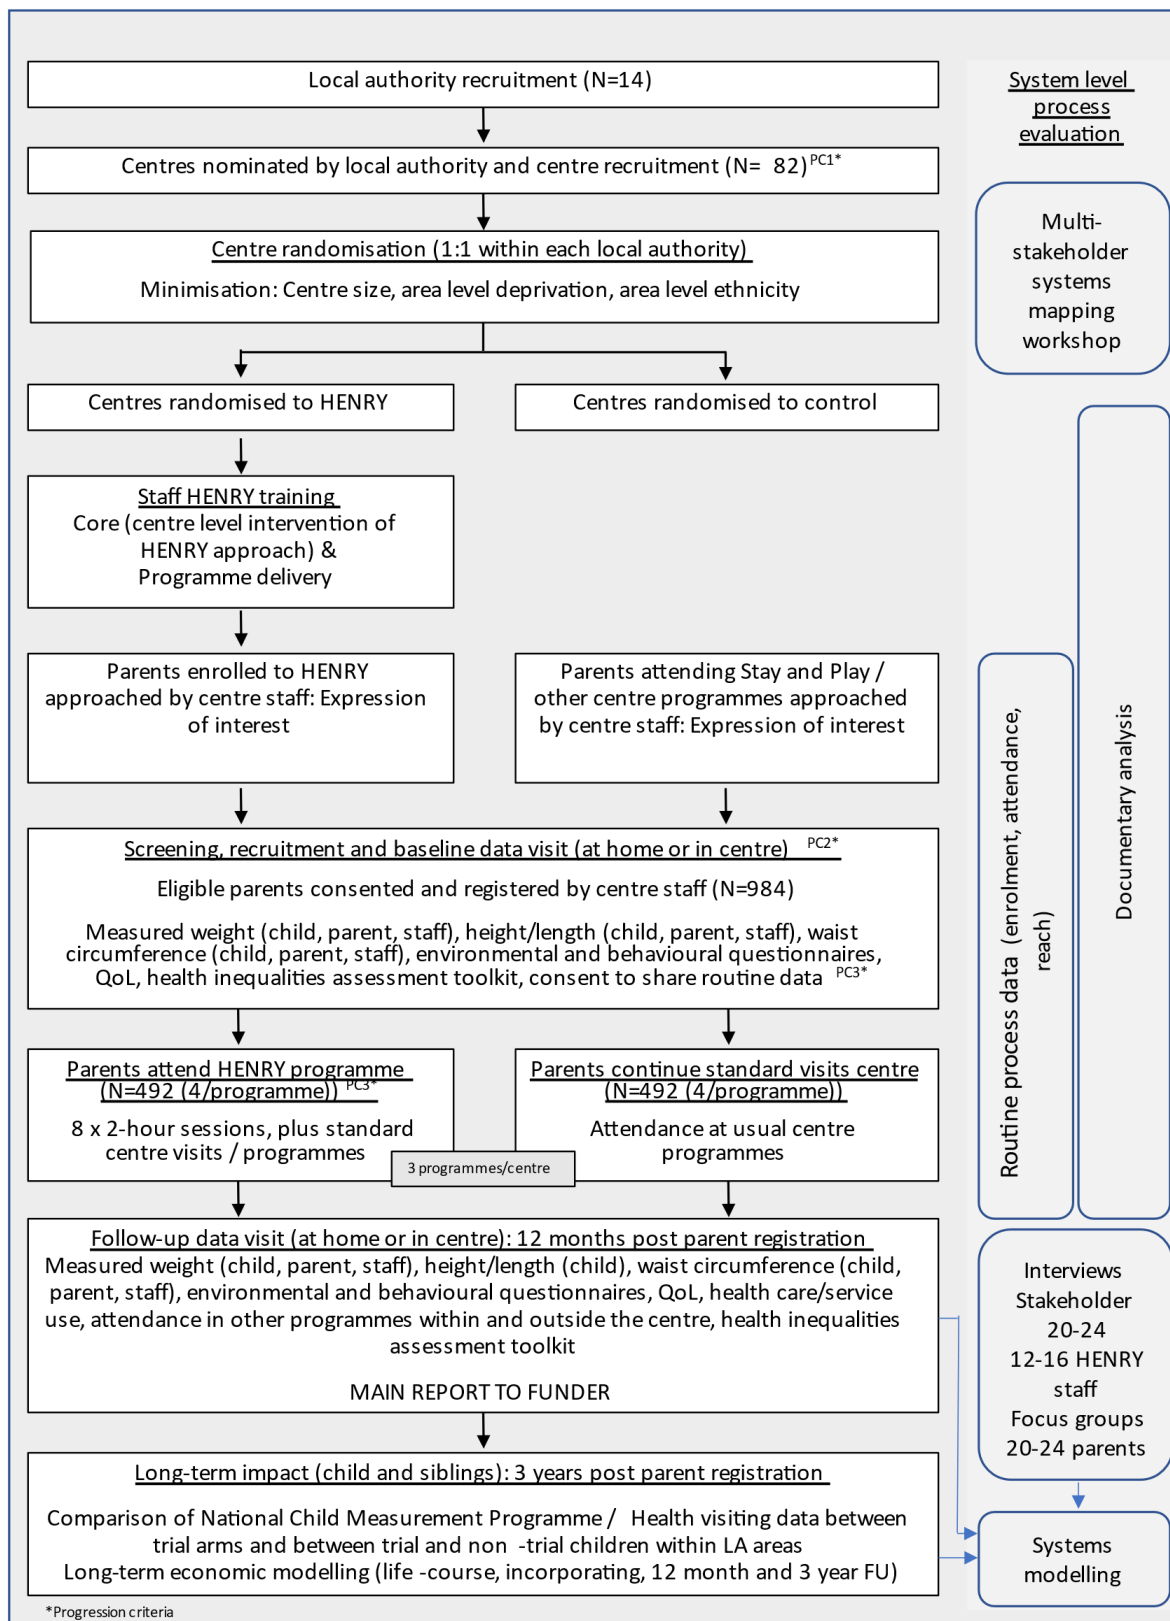 Local authority recruitment (N=14)
Centres nominated by local authority and centre recruitment (N= 82)PC1*
Centre randomisation (1:1 within each local authority)
Minimisation: Centre size, area level deprivation, area level ethnicity
Centres randomised to HENRY
Centres randomised to control
Staff HENRY training
Core (centre level intervention of
HENRY approach) &
Programme delivery
Parents enrolled to HENRY
approached by centre staff: Expression
of interest
Parents attending Stay and Play /
other centre programmes approached
by centre staff: Expression of interest
Screening, recruitment and baseline data visit (at home or in centre) PC2*
Eligible parents consented and registered by centre staff (N=984)
Measured weight (child, parent, staff), height/length (child, parent, staff), waist
circumference (child, parent, staff), environmental and behavioural questionnaires,
QoL, health inequalities assessment toolkit, consent to share routine data PC3*
Parents attend HENRY programme
(N=492 (4/programme)) PC3*
8 x 2-hour sessions, plus standard
centre visits / programmes
Parents continue standard visits centre
(N=492 (4/programme))
Attendance at usual centre
programmes
3 programmes/centre
Follow-up data visit (at home or in centre): 12 months post parent registration
Measured weight (child, parent, staff), height/length (child), waist circumference (child,
parent, staff), environmental and behavioural questionnaires, QoL, health care/service
use, attendance in other programmes within and outside the centre, health inequalities
assessment toolkit
MAIN REPORT TO FUNDER
Long-term impact (child and siblings): 3 years post parent registration
Comparison of National Child Measurement Programme / Health visiting data between
trial arms and between trial and non -trial children within LA areas
Long-term economic modelling (life -course, incorporating, 12 month and 3 year FU)
*Progression criteria
System level
process
evaluation
Multi-
stakeholder
systems
mapping
workshop
Routine process data (enrolment, attendance,
reach)
Documentary analysis
Interviews
Stakeholder
20-24
12-16 HENRY
staff
Focus groups
20-24 parents
Systems
modelling